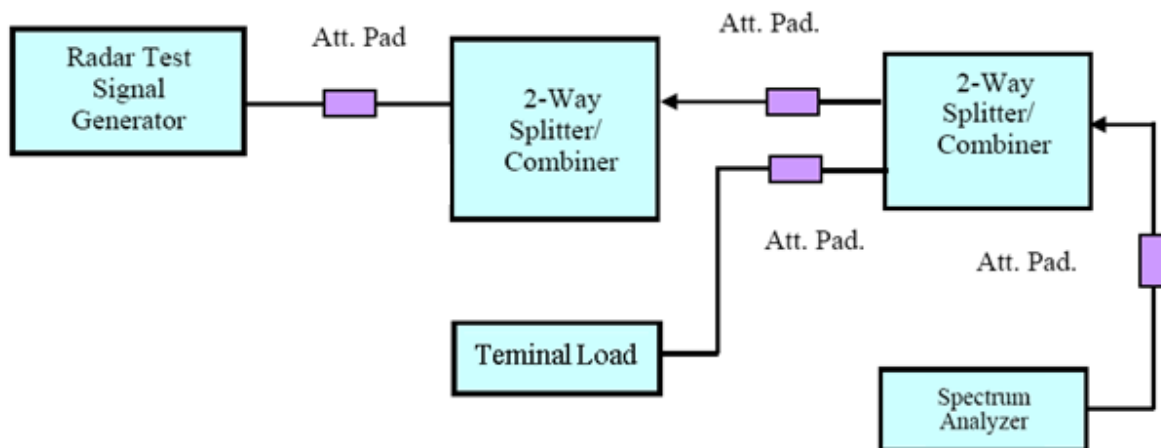 Radar Test
Signal
Generator
Att. Pad
2-Way
Splitter/
Combiner
Att. Pad.
2-Way
Splitter/
Combiner
Att. Pad.
Att. Pad.
Teminal Load
Spectrum
Analyzer